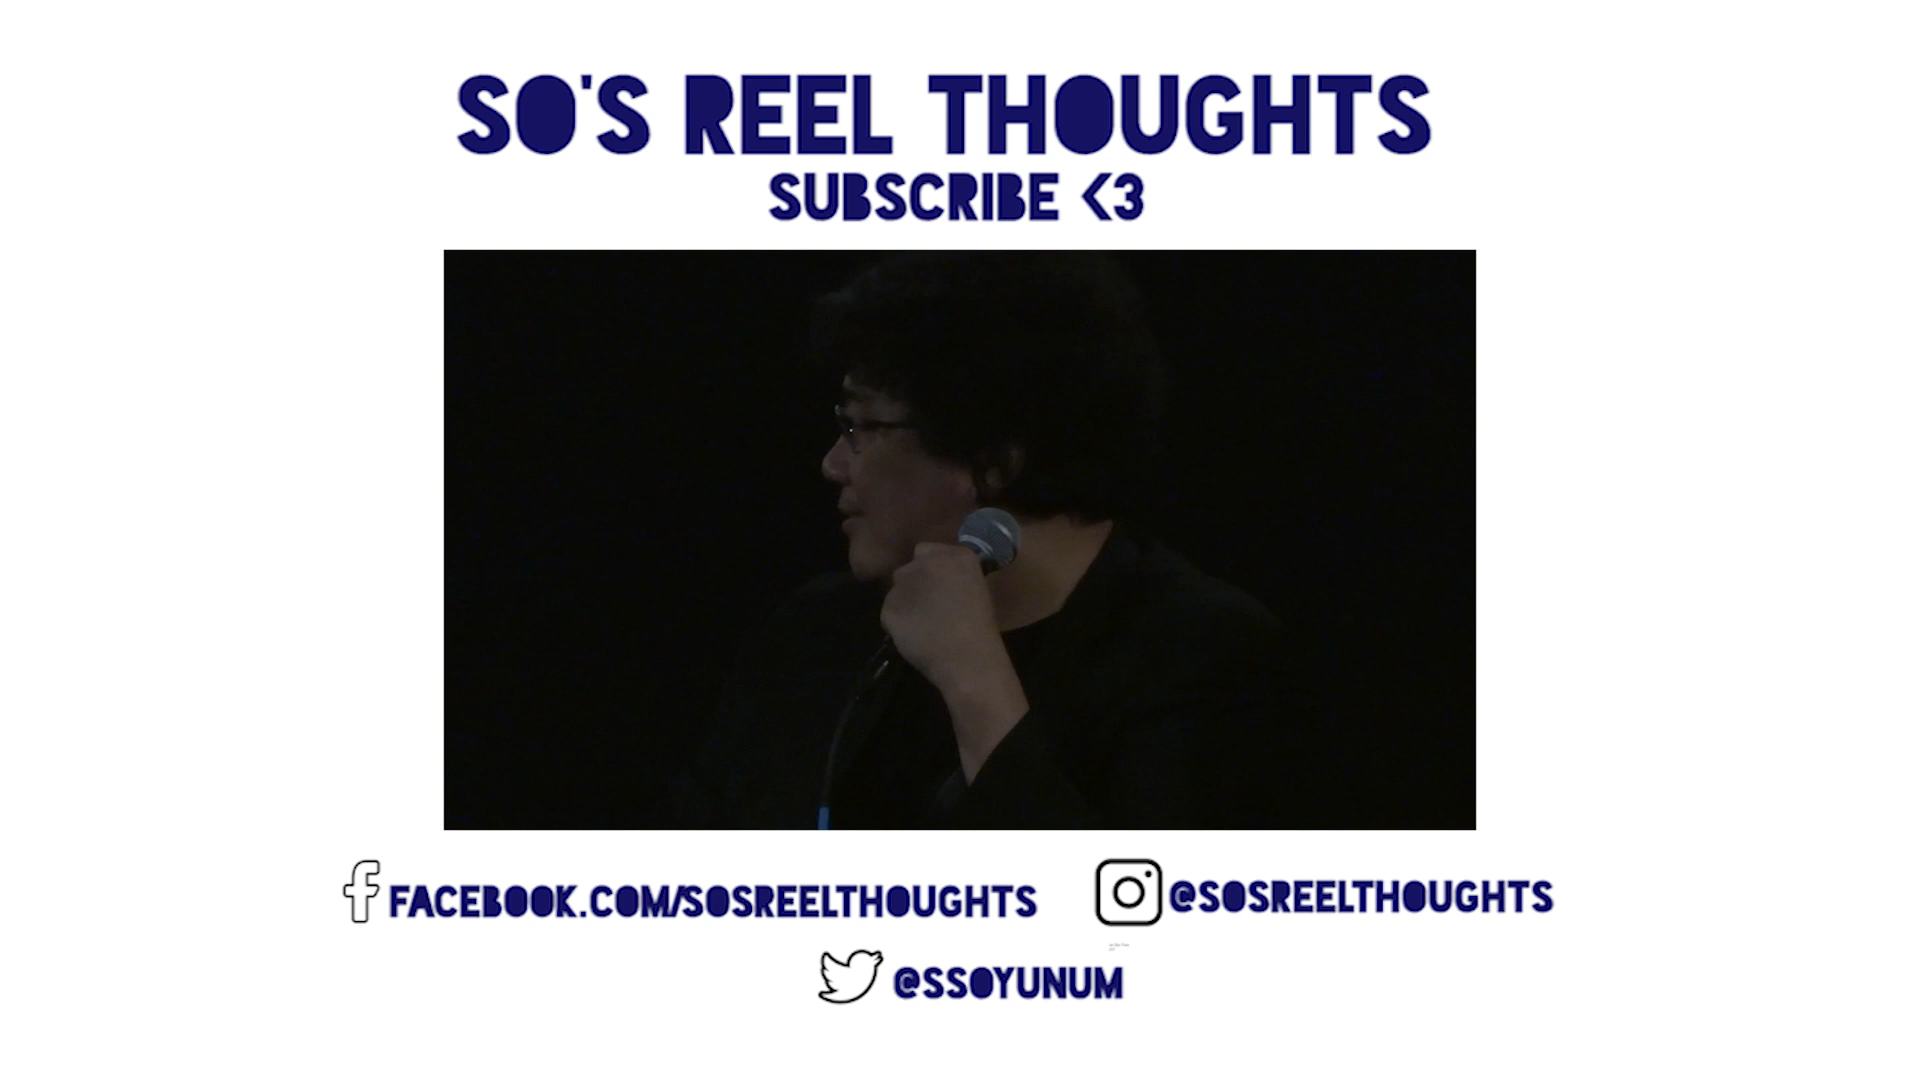 SO'S REEL THOUGHTS
SUBSCRIBE <3
FACEBOOK.COM/SOSREELTHOUGHTS
@SOSREELTHOUGHTS
@SSOYUNUM